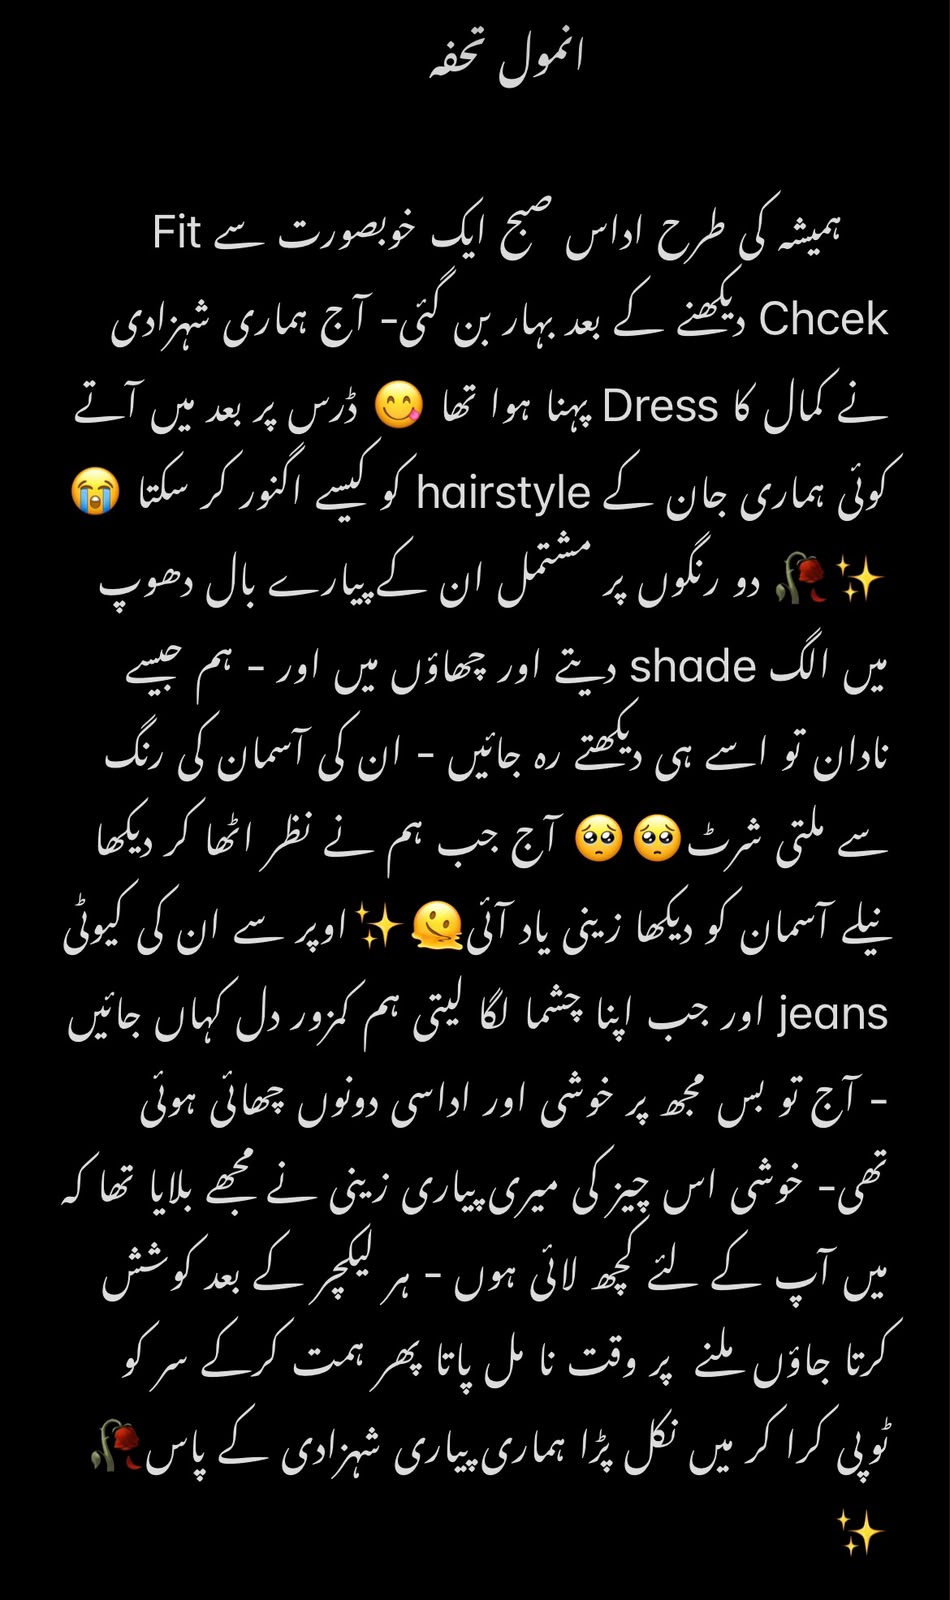 انمول تحفہ
ہمیشہ کی طرح اداس صبح ایک خوبصورت سے Fit
Chcek دیکھنے کے بعد بہار بن گئی- آج ہماری شہزادی
نے کمال کا Dress پہنا ہوا تھا 😋 ڈرس پر بعد میں آتے
کوئی ہماری جان کے hairstyle کو کیسے اگنور کر سکتا 😭
✨🥀 دو رنگوں پر مشتمل ان کے پیارے بال دھوپ
میں الگ shade دیتے اور چھاؤں میں اور - ہم جیسے
نادان تو اسے ہی دیکھتے رہ جائیں - ان کی آسمان کی رنگ
سے ملتی شرٹ🥺🥺 آج جب ہم نے نظر اٹھا کر دیکھا
نیلے آسمان کو دیکھا زینی یاد آئی🫠✨اوپر سے ان کی کیوٹی
jeans اور جب اپنا چشما لگا لیتی ہم کمزور دل کہاں جائیں
- آج تو بس مجھ پر خوشی اور اداسی دونوں چھائی ہوئی
تھی- خوشی اس چیز کی میری پیاری زینی نے مجھے بلایا تھا کہ
میں آپ کے لئے کچھ لائی ہوں - ہر لیکچر کے بعد کوشش
کرتا جاؤں ملنے پر وقت نا مل پاتا پھر ہمت کرکے سر کو
ٹوپی کرا کر میں نکل پڑا ہماری پیاری شہزادی کے پاس🥀
✨